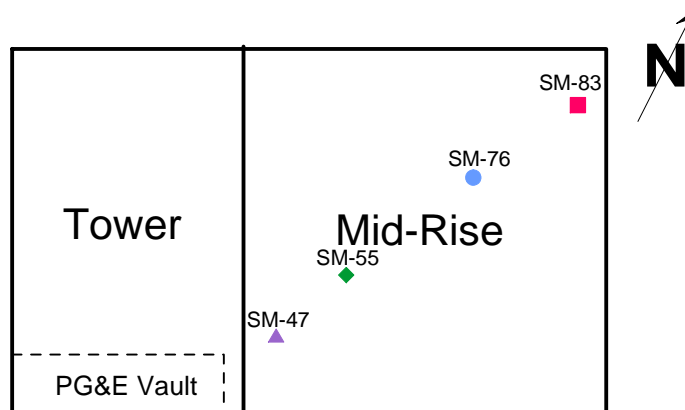 N
SM-83
SM-76
Tower
Mid-Rise
SM-55
SM-47
PG&E Vault